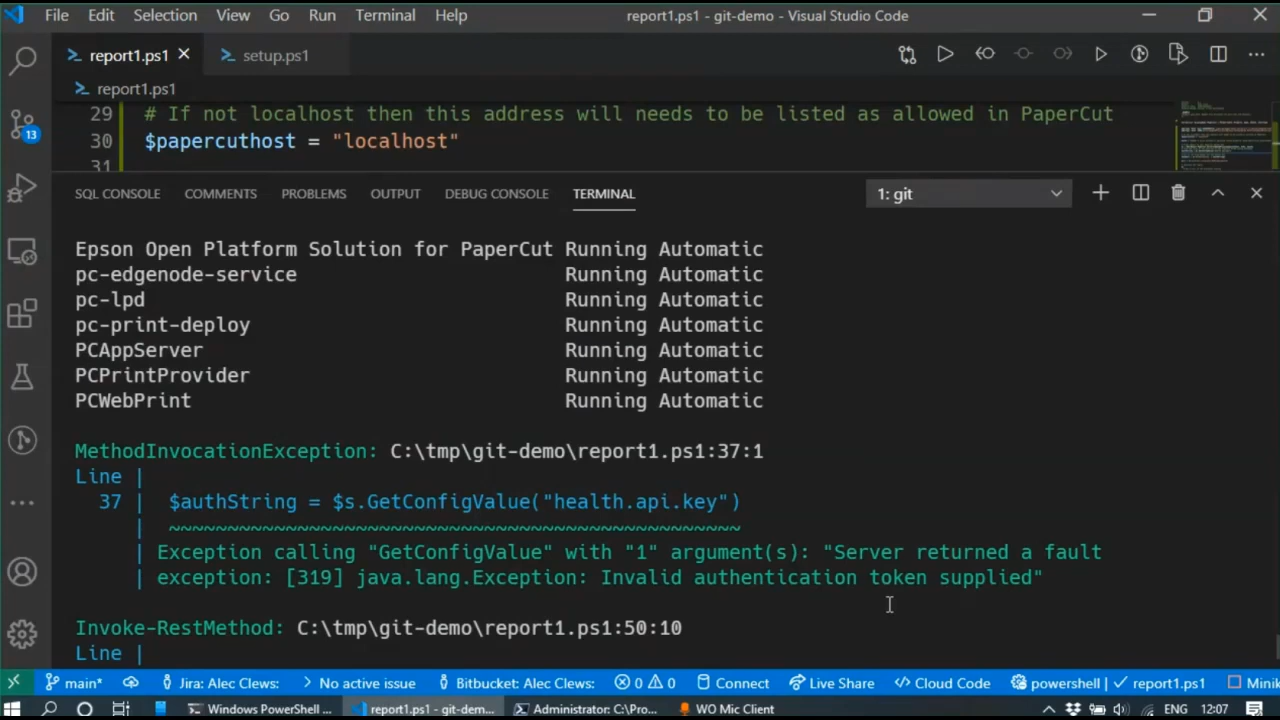 File Edit Selection View Go Run Terminal Help report1.ps1 - git-demo - Visual Studio Code
report1.ps1 setup.ps1
report1.ps1
29 # If not localhost then this address will needs to be listed as allowed in PaperCut
30 $papercuthost = "localhost"
31
13
SQL CONSOLE COMMENTS PROBLEMS OUTPUT DEBUG CONSOLE TERMINAL 1: git
Epson Open Platform Solution for PaperCut Running Automatic
pc-edgenode-service Running Automatic
pc-lpd Running Automatic
pc-print-deploy Running Automatic
PCAppServer Running Automatic
PCPrintProvider Running Automatic
PCWebPrint Running Automatic
MethodInvocationException: C:\tmp\git-demo\report1.ps1:37:1
Line |
37 | $authString = $s.GetConfigValue("health.api.key")
| ~~~~~~~~~~~~~~~~~~~~~~~~~~~~~~~~~~~~~~~~~~~~~~~~~
| Exception calling "GetConfigValue" with "1" argument(s): "Server returned a fault
| exception: [319] java.lang.Exception: Invalid authentication token supplied"
Invoke-RestMethod: C:\tmp\git-demo\report1.ps1:50:10
Line |
main* Jira: Alec Clews: No active issue Bitbucket: Alec Clews: 0 0 Connect Live Share Cloud Code powershell | report1.ps1 Minik
Windows PowerShell ... report1.ps1 - git-dem... Administrator: C:\Pro... WO Mic Client ENG 12:07